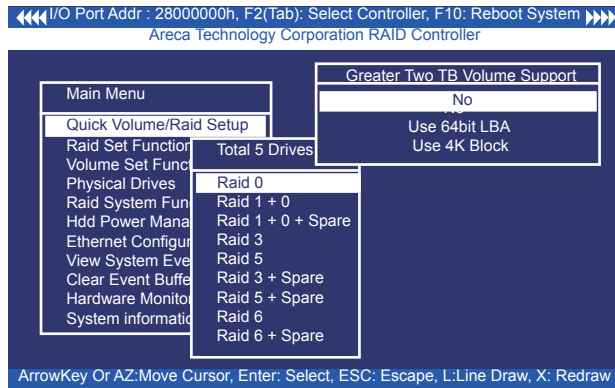 I/O Port Addr : 28000000h, F2(Tab): Select Controller, F10: Reboot System
Areca Technology Corporation RAID Controller
Main Menu
Quick Volume/Raid Setup
Raid Set Function
Volume Set Funct
Physical Drives
Raid System Fun
Hdd Power Mana
Ethernet Configur
View System Eve
Clear Event Buffe
Hardware Monitor
System informatio
Total 5 Drives
Raid 0
Raid 1 + 0
Raid 1 + 0 + Spare
Raid 3
Raid 5
Raid 3 + Spare
Raid 5 + Spare
Raid 6
Raid 6 + Spare
Greater Two TB Volume Support
No
Use 64bit LBA
Use 4K Block
ArrowKey Or AZ:Move Cursor, Enter: Select, ESC: Escape, L:Line Draw, X: Redraw